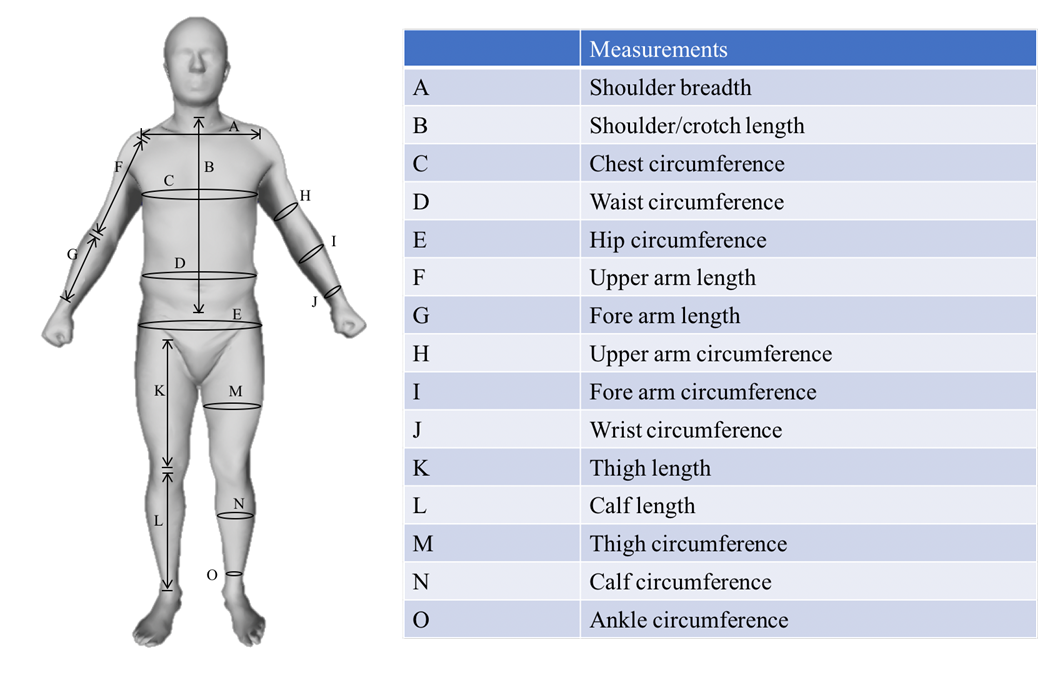 A
B
F
C
H
G
I
D
J
E
K
M
N
L
O
Measurements
A Shoulder breadth
B Shoulder/crotch length
C Chest circumference
D Waist circumference
E Hip circumference
F Upper arm length
G Fore arm length
H Upper arm circumference
I Fore arm circumference
J Wrist circumference
K Thigh length
L Calf length
M Thigh circumference
N Calf circumference
O Ankle circumference